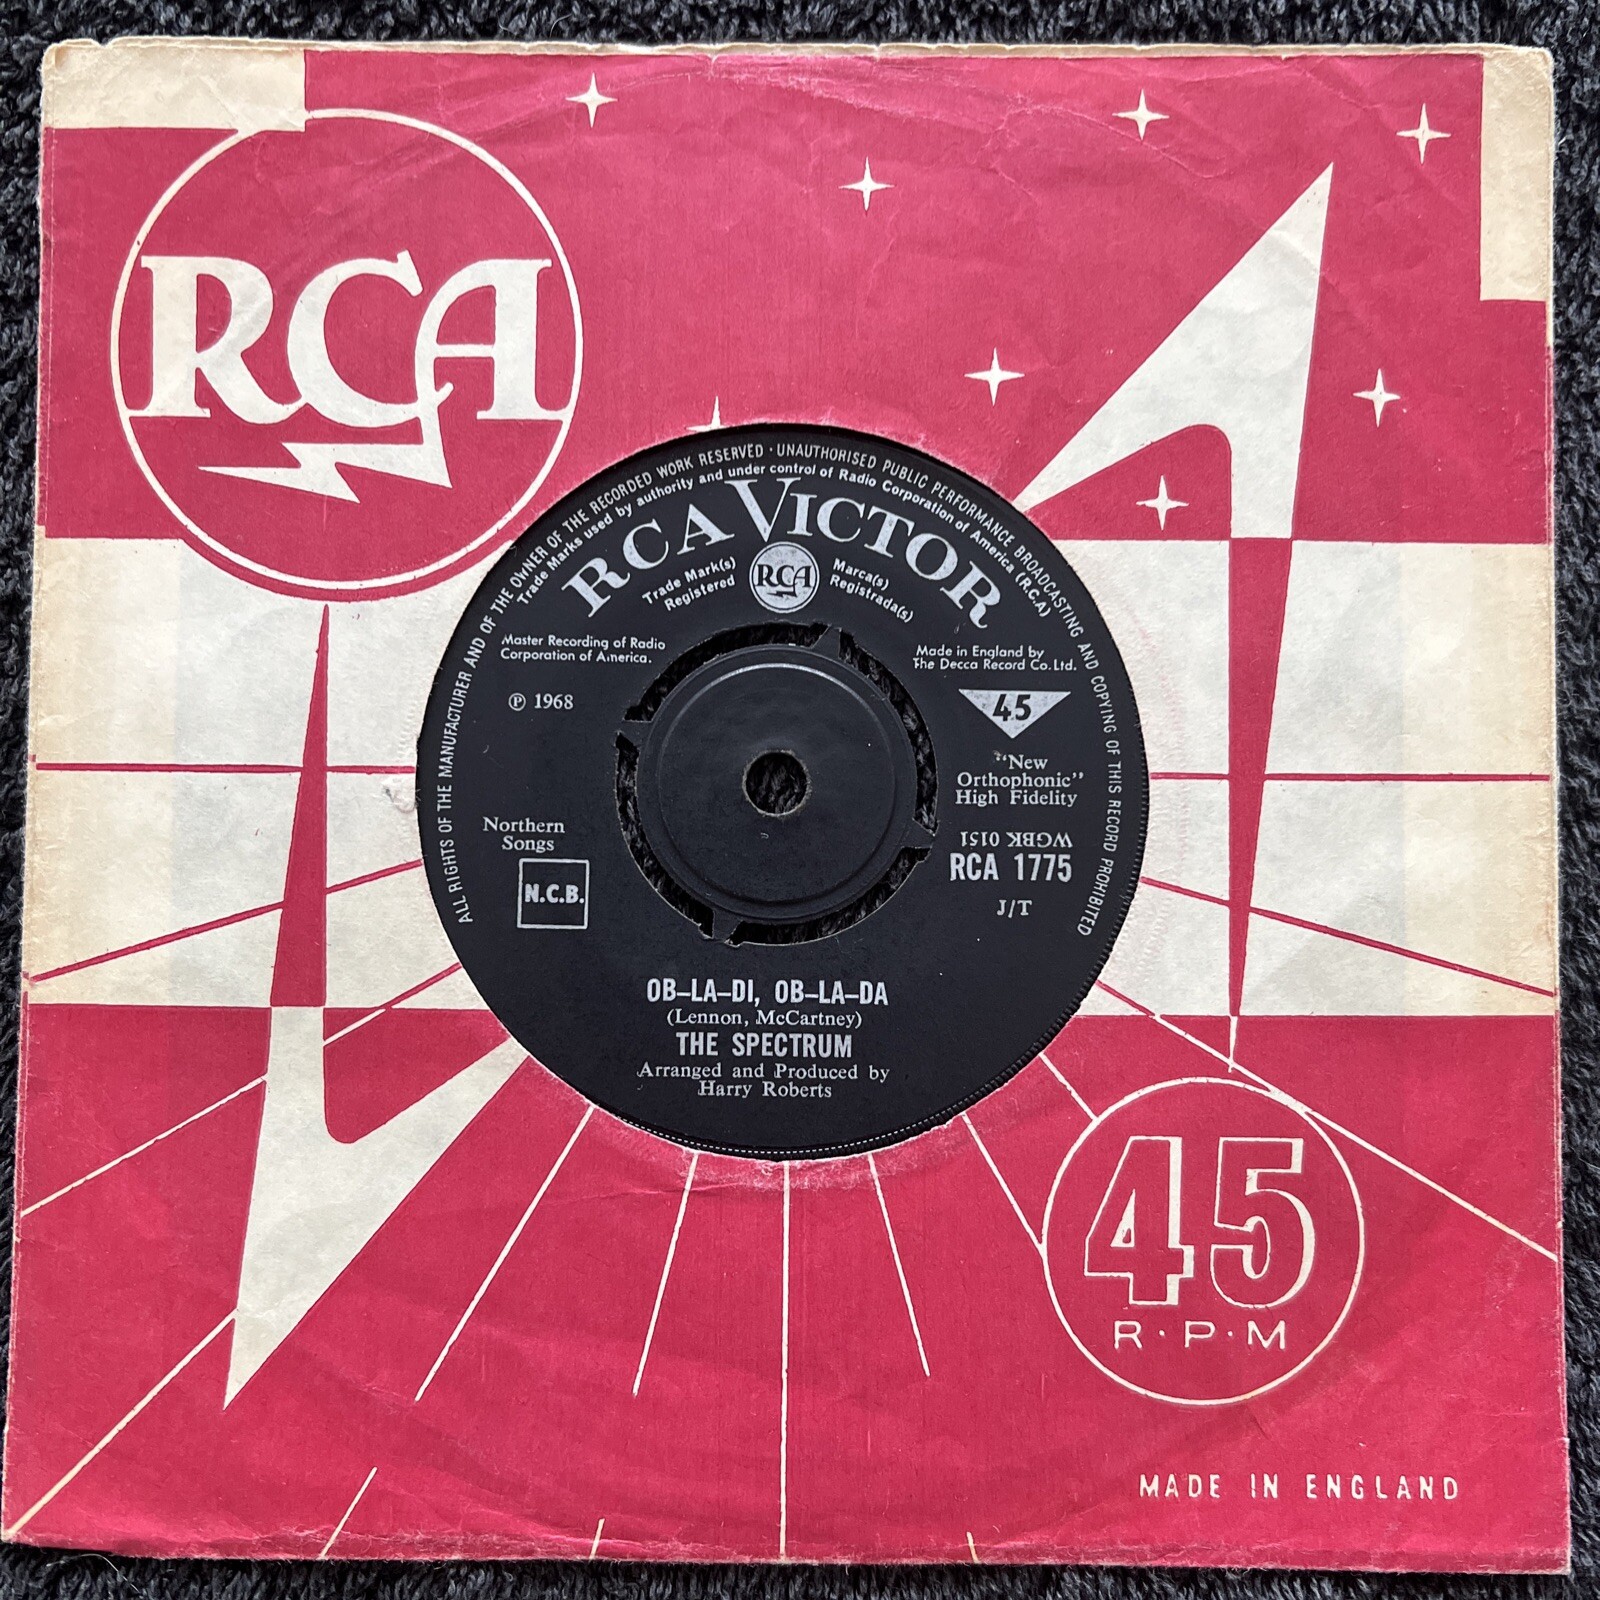 RCA
ALL RIGHTS OF THE MANUFACTURER AND OF THE OWNER OF THE RECORDED WORK RESERVED · UNAUTHORISED PUBLIC PERFORMANCE BROADCASTING AND COPYING OF THIS RECORD PROHIBITED
Trade Marks used by authority and under control of Radio Corporation of America (R.C.A)
RCA VICTOR
Trade Mark(s)
Registered
RCA
Marca(s)
Registrada(s)
Master Recording of Radio
Corporation of America.
Made in England by
The Decca Record Co. Ltd.
℗ 1968
45
"New
Orthophonic"
High Fidelity
Northern
Songs
N.C.B.
WGBK 0151
RCA 1775
J/T
OB–LA–DI, OB–LA–DA
(Lennon, McCartney)
THE SPECTRUM
Arranged and Produced by
Harry Roberts
45
R·P·M
MADE IN ENGLAND